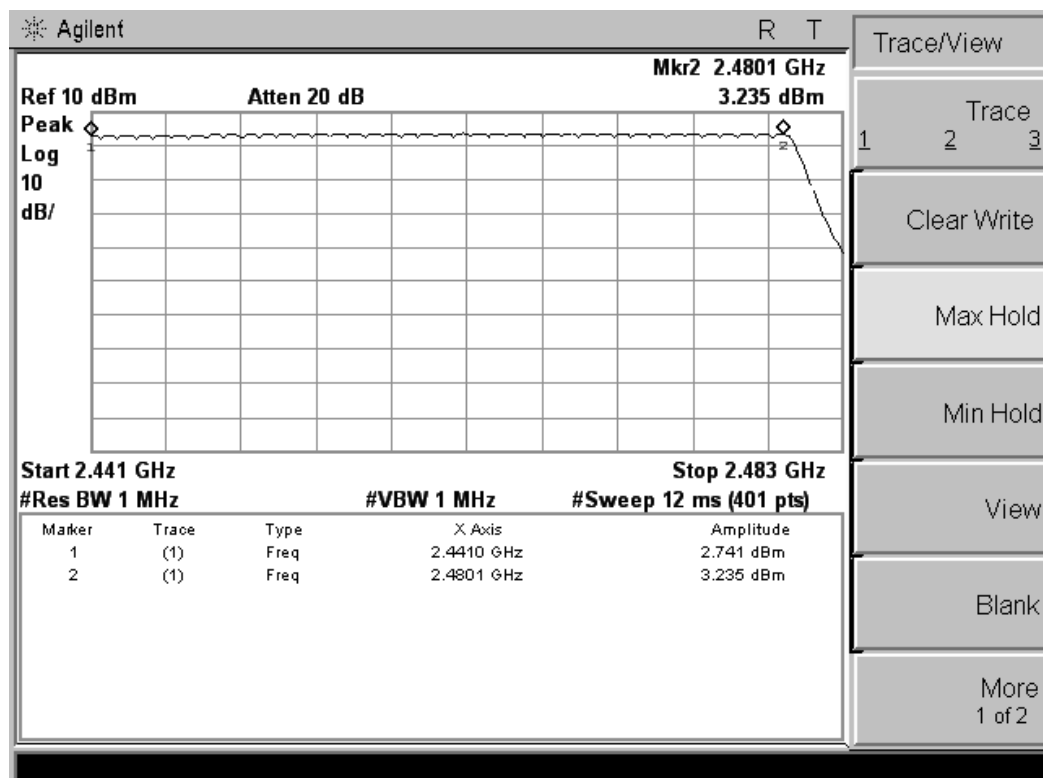 Agilent R T
Trace/View
Mkr2 2.4801 GHz
Ref 10 dBm Atten 20 dB 3.235 dBm
Peak
Log
10
dB/
1
2
Trace
1 2 3
Clear Write
Max Hold
Min Hold
View
Blank
More
1 of 2
Start 2.441 GHz Stop 2.483 GHz
#Res BW 1 MHz #VBW 1 MHz #Sweep 12 ms (401 pts)
Marker Trace Type X Axis Amplitude
1 (1) Freq 2.4410 GHz 2.741 dBm
2 (1) Freq 2.4801 GHz 3.235 dBm